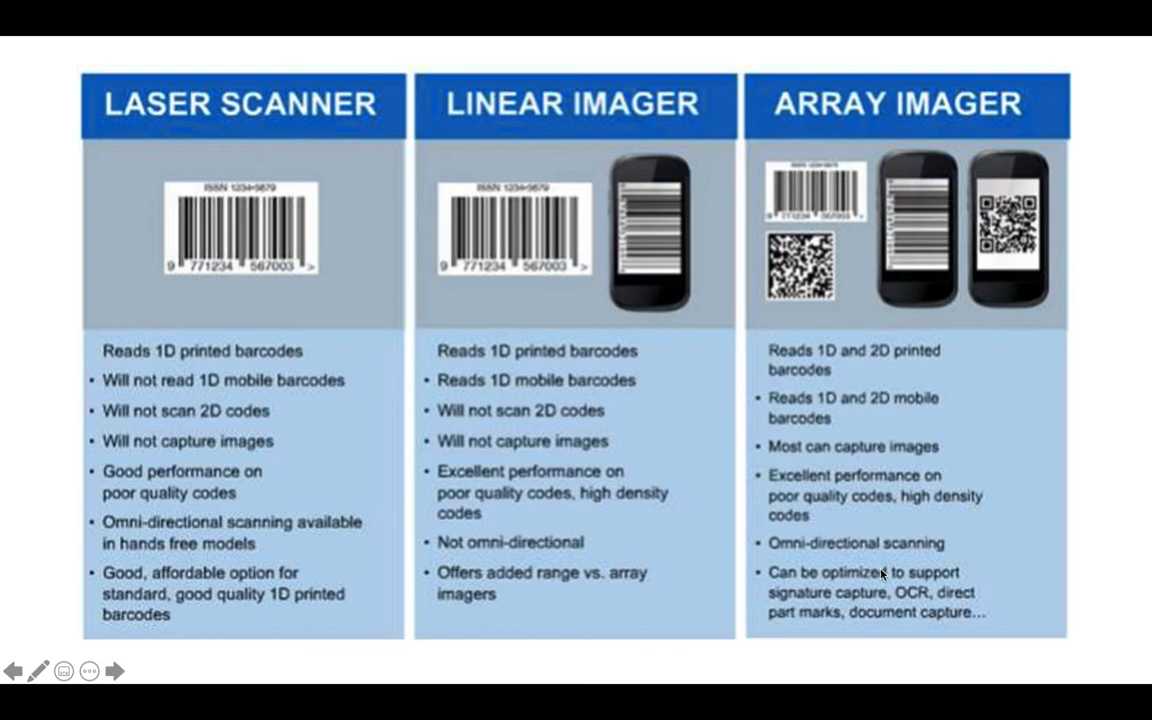 LASER SCANNER
ISSN 1234-5679
9 771234 567003 >
Reads 1D printed barcodes
• Will not read 1D mobile barcodes
• Will not scan 2D codes
• Will not capture images
• Good performance on
poor quality codes
• Omni-directional scanning available
in hands free models
• Good, affordable option for
standard, good quality 1D printed
barcodes
LINEAR IMAGER
ISSN 1234-5679
9 771234 567003 >
Reads 1D printed barcodes
• Reads 1D mobile barcodes
• Will not scan 2D codes
• Will not capture images
• Excellent performance on
poor quality codes, high density
codes
• Not omni-directional
• Offers added range vs. array
imagers
ARRAY IMAGER
9 771234 567003 >
Reads 1D and 2D printed
barcodes
• Reads 1D and 2D mobile
barcodes
• Most can capture images
• Excellent performance on
poor quality codes, high density
codes
• Omni-directional scanning
• Can be optimized to support
signature capture, OCR, direct
part marks, document capture...